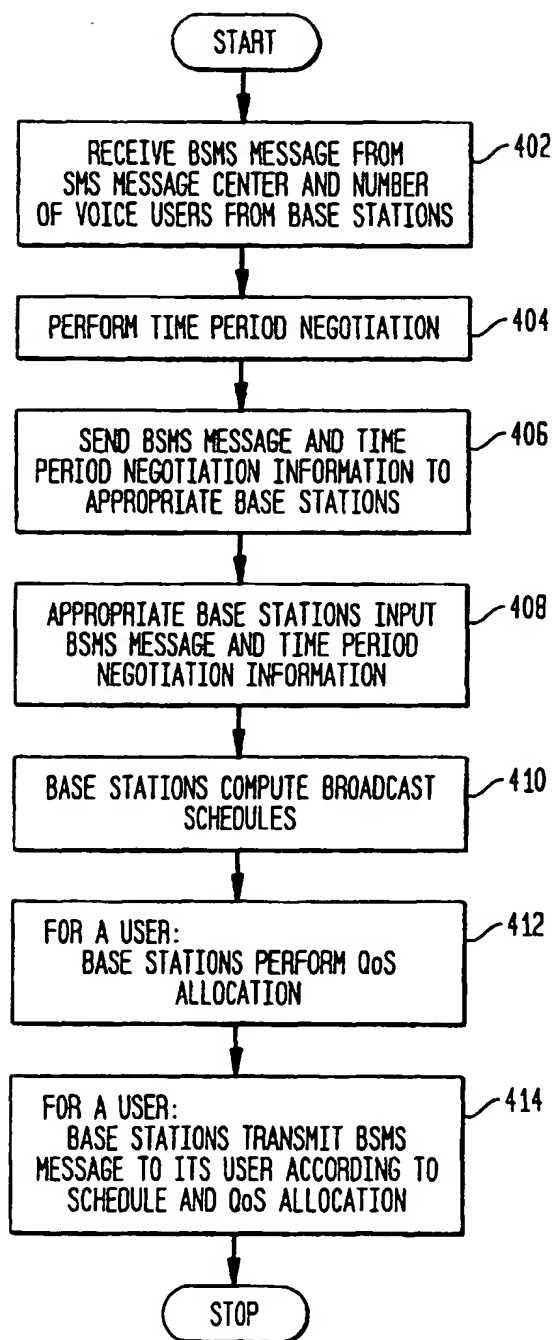 START
RECEIVE BSMS MESSAGE FROM
SMS MESSAGE CENTER AND NUMBER
OF VOICE USERS FROM BASE STATIONS
402
PERFORM TIME PERIOD NEGOTIATION
404
SEND BSMS MESSAGE AND TIME
PERIOD NEGOTIATION INFORMATION TO
APPROPRIATE BASE STATIONS
406
APPROPRIATE BASE STATIONS INPUT
BSMS MESSAGE AND TIME PERIOD
NEGOTIATION INFORMATION
408
BASE STATIONS COMPUTE BROADCAST
SCHEDULES
410
FOR A USER:
BASE STATIONS PERFORM QoS
ALLOCATION
412
FOR A USER:
BASE STATIONS TRANSMIT BSMS
MESSAGE TO ITS USER ACCORDING TO
SCHEDULE AND QoS ALLOCATION
414
STOP